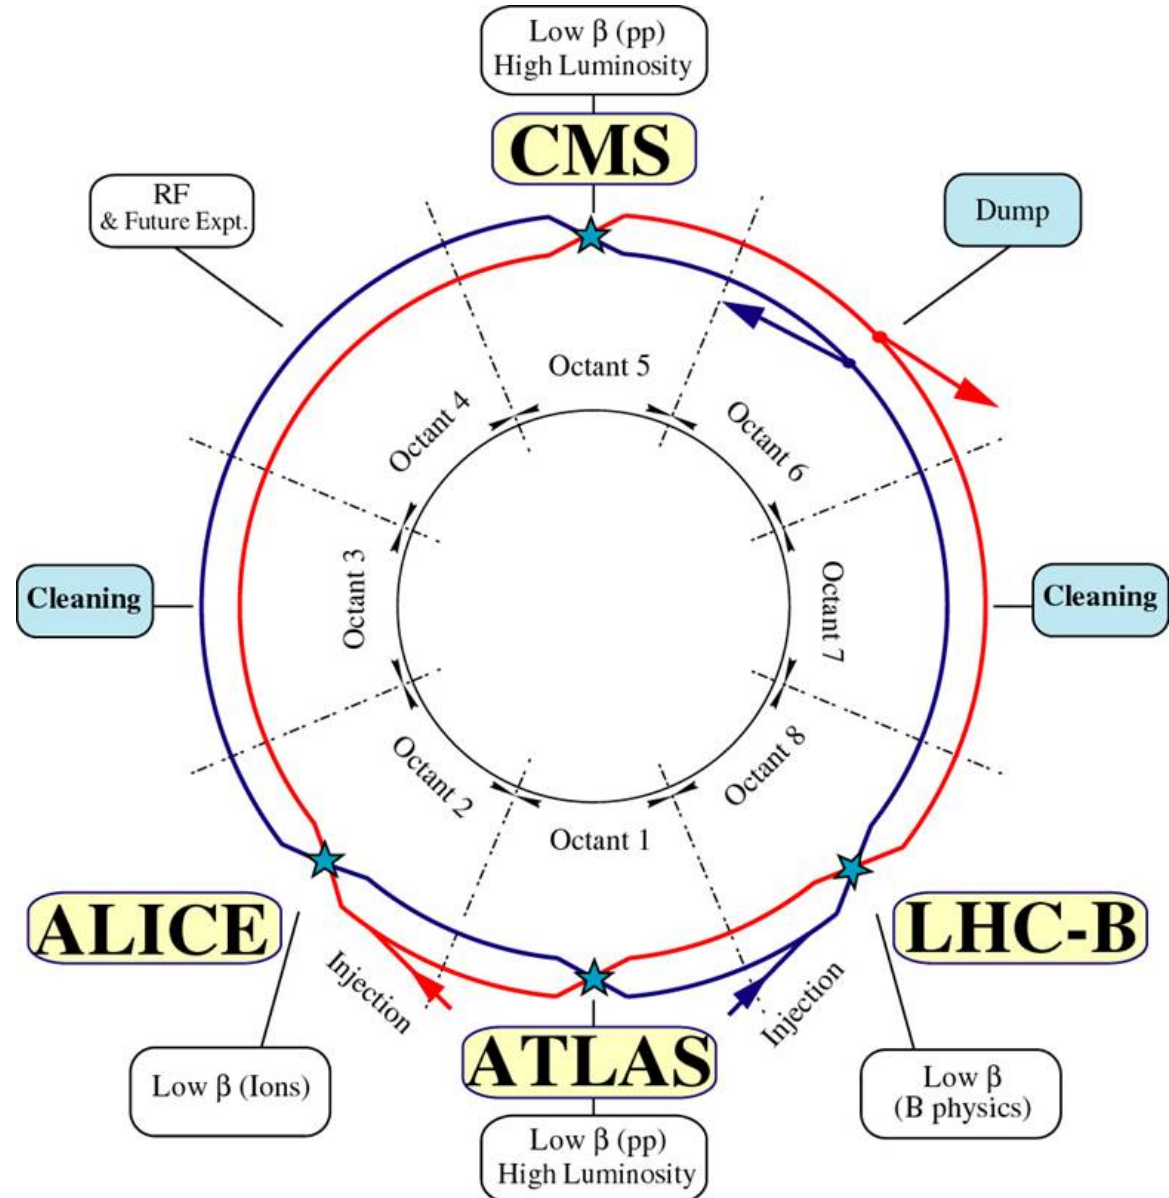 Low β (pp)
High Luminosity
CMS
RF
& Future Expt.
Dump
Octant 5
Octant 4
Octant 6
Cleaning
Octant 3
Octant 7
Cleaning
Octant 2
Octant 8
Octant 1
ALICE
LHC-B
Injection
Injection
ATLAS
Low β (Ions)
Low β
(B physics)
Low β (pp)
High Luminosity